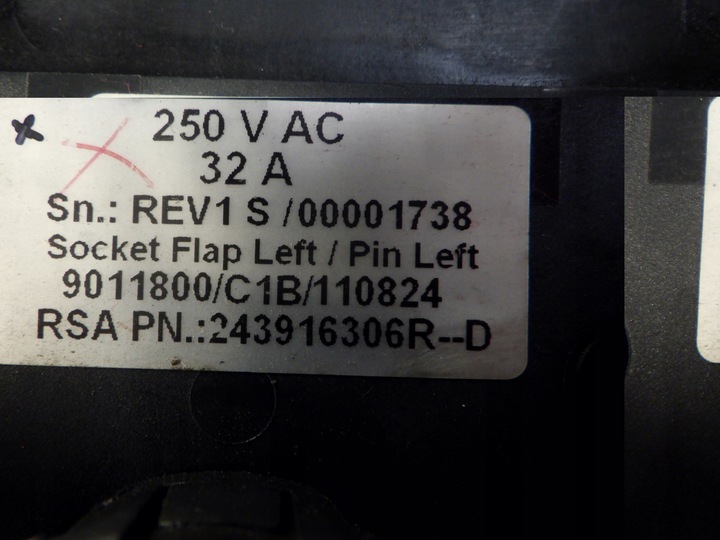 250 V AC
32 A
Sn.: REV1 S /00001738
Socket Flap Left / Pin Left
9011800/C1B/110824
RSA PN.:243916306R--D